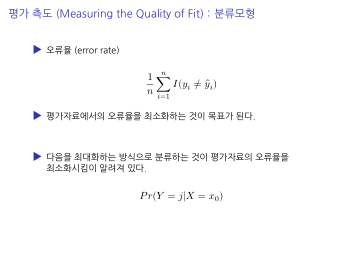 평가 측도 (Measuring the Quality of Fit) : 분류모형
▶ 오류율 (error rate)
$\frac{1}{n}\sum_{i=1}^{n} I(y_i \neq \hat{y}_i)$
▶ 평가자료에서의 오류율을 최소화하는 것이 목표가 된다.
▶ 다음을 최대화하는 방식으로 분류하는 것이 평가자료의 오류율을
최소화시킴이 알려져 있다.
$Pr(Y = j|X = x_0)$